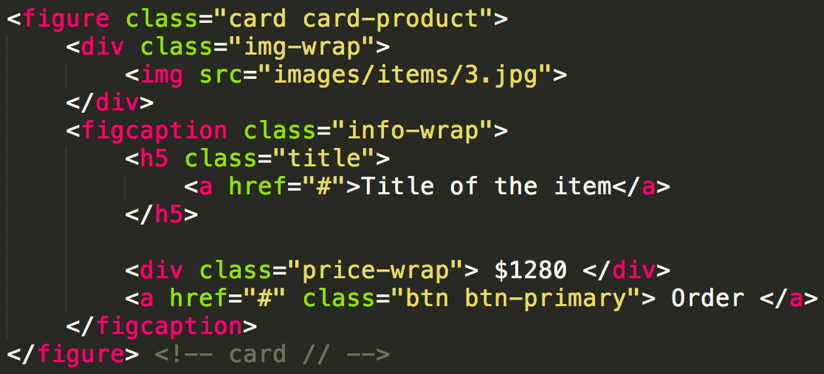 <figure class="card card-product">
    <div class="img-wrap">
        <img src="images/items/3.jpg">
    </div>
    <figcaption class="info-wrap">
        <h5 class="title">
            <a href="#">Title of the item</a>
        </h5>

        <div class="price-wrap"> $1280 </div>
        <a href="#" class="btn btn-primary"> Order </a>
    </figcaption>
</figure> <!-- card // -->